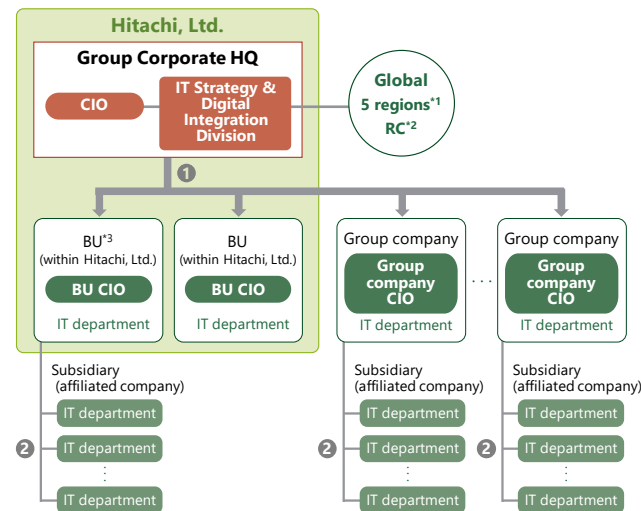 Hitachi, Ltd.
Group Corporate HQ
CIO
IT Strategy &
Digital
Integration
Division
Global
5 regions*1
RC*2
1
BU*3
(within Hitachi, Ltd.)
BU CIO
IT department
BU
(within Hitachi, Ltd.)
BU CIO
IT department
Group company
Group
company
CIO
IT department
. . .
Group company
Group
company
CIO
IT department
Subsidiary
(affiliated company)
IT department
2
IT department
⋮
IT department
Subsidiary
(affiliated company)
IT department
2
IT department
⋮
IT department
Subsidiary
(affiliated company)
IT department
2
IT department
⋮
IT department